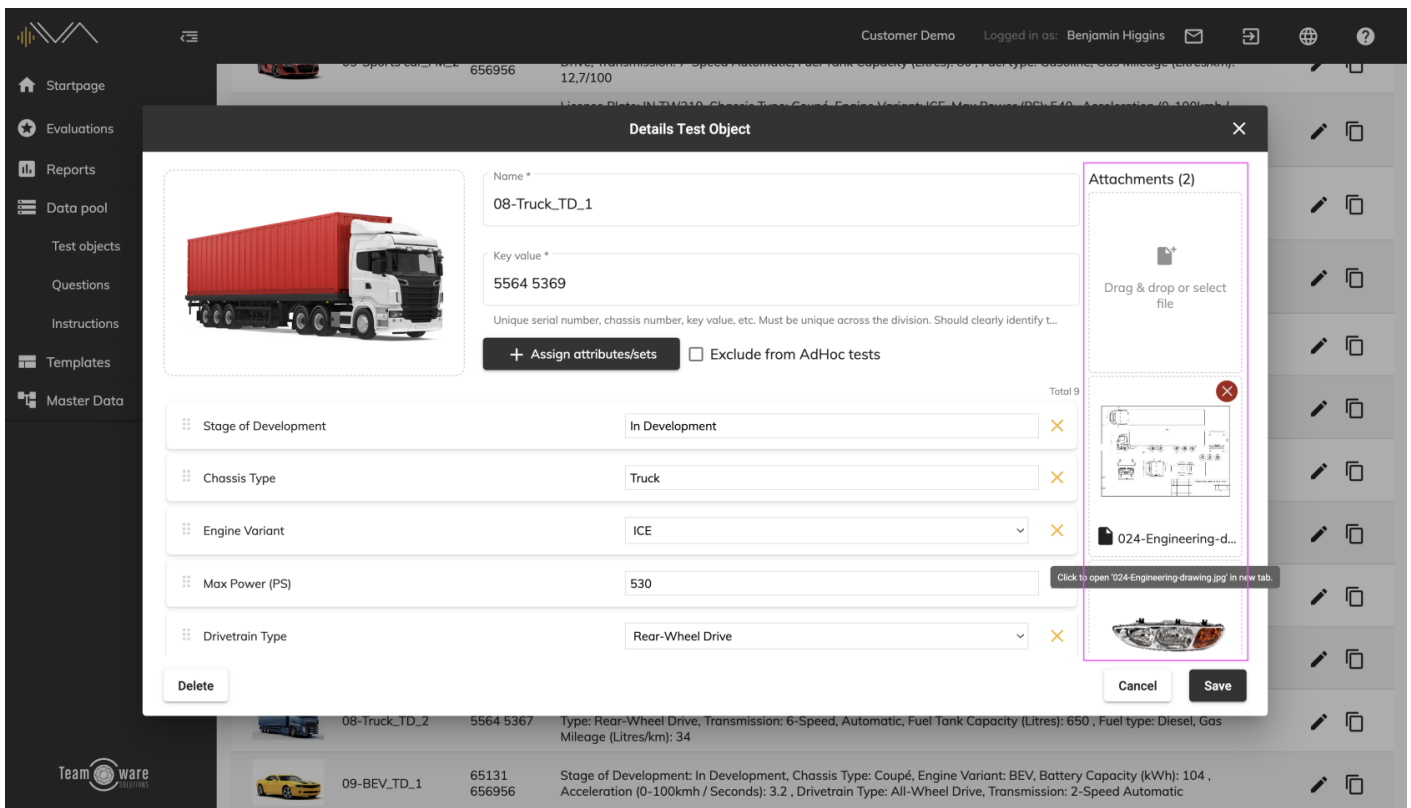 Customer Demo Logged in as: Benjamin Higgins
Startpage
Evaluations
Reports
Data pool
Test objects
Questions
Instructions
Templates
Master Data
Team ware
SOLUTIONS
656956
12,7/100
Details Test Object
Name *
08-Truck_TD_1
Key value *
5564 5369
Unique serial number, chassis number, key value, etc. Must be unique across the division. Should clearly identify t...
+ Assign attributes/sets
Exclude from AdHoc tests
Total 9
Stage of Development In Development
Chassis Type Truck
Engine Variant ICE
Max Power (PS) 530
Drivetrain Type Rear-Wheel Drive
Attachments (2)
Drag & drop or select
file
024-Engineering-d...
Click to open '024-Engineering-drawing.jpg' in new tab.
Delete
Cancel
Save
08-Truck_TD_2 5564 5367 Type: Rear-Wheel Drive, Transmission: 6-Speed, Automatic, Fuel Tank Capacity (Litres): 650 , Fuel type: Diesel, Gas
Mileage (Litres/km): 34
09-BEV_TD_1
65131
656956
Stage of Development: In Development, Chassis Type: Coupé, Engine Variant: BEV, Battery Capacity (kWh): 104 ,
Acceleration (0-100kmh / Seconds): 3.2 , Drivetrain Type: All-Wheel Drive, Transmission: 2-Speed Automatic